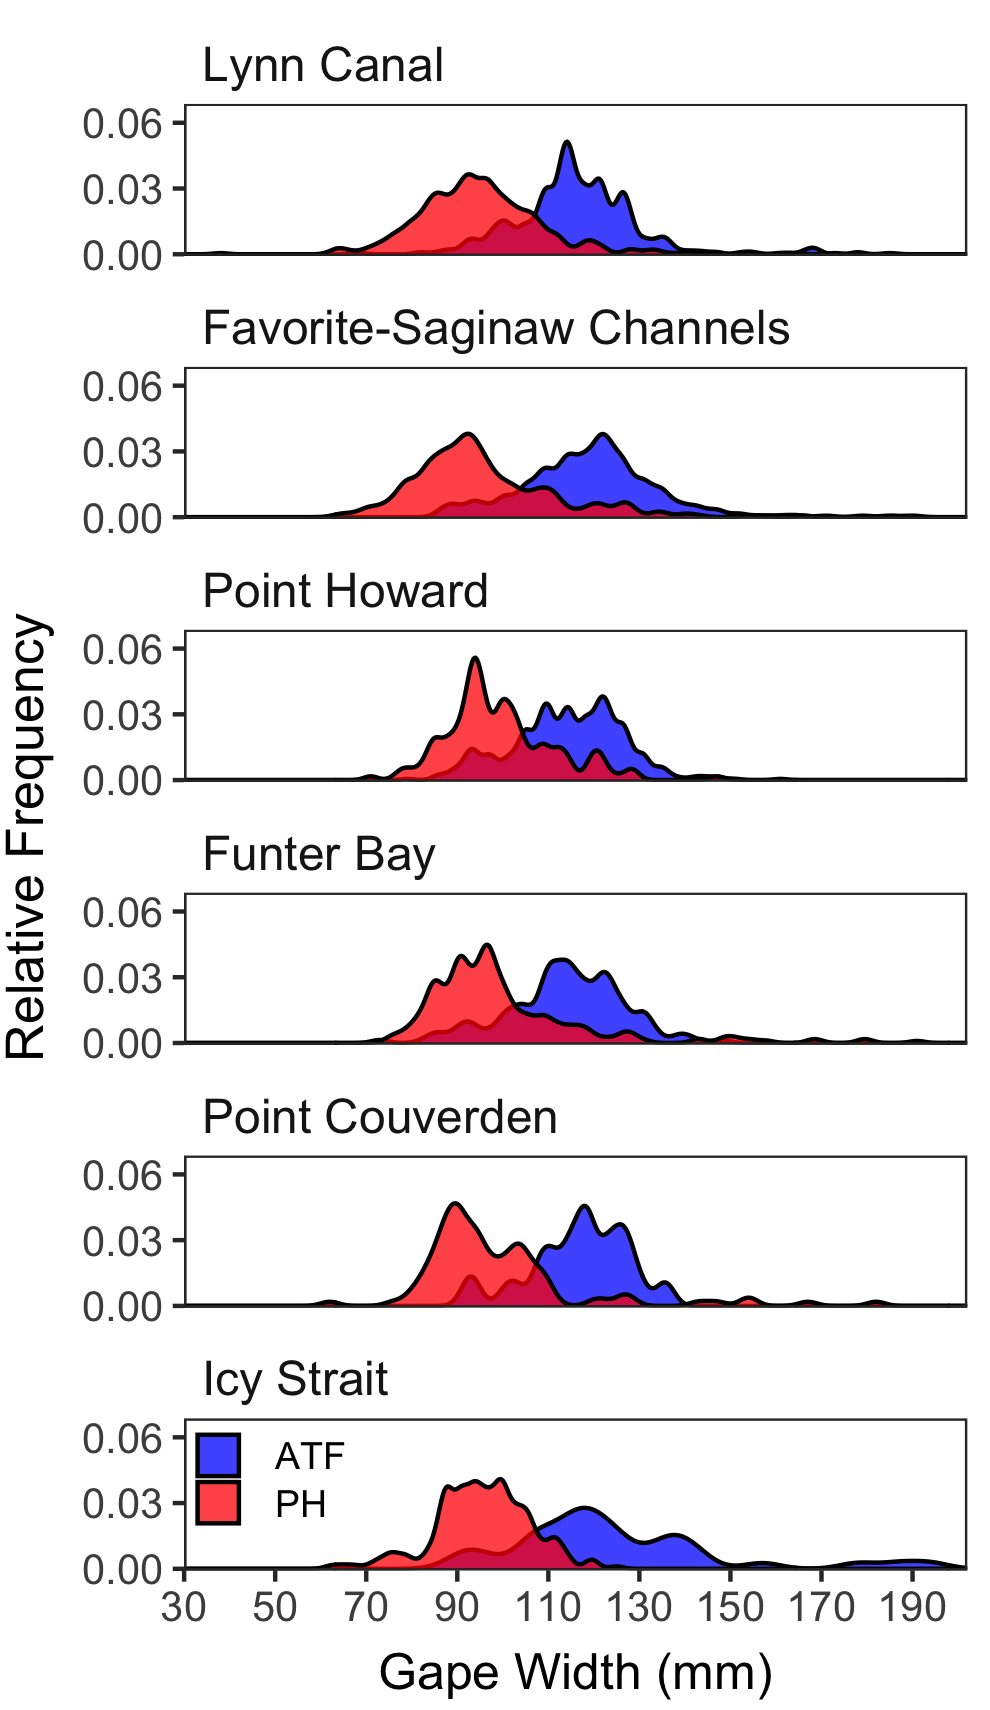 Lynn Canal
0.06
0.03
0.00
Favorite-Saginaw Channels
0.06
0.03
0.00
Point Howard
0.06
0.03
0.00
Funter Bay
0.06
0.03
0.00
Point Couverden
0.06
0.03
0.00
Icy Strait
0.06
0.03
0.00
ATF
PH
30 50 70 90 110 130 150 170 190
Gape Width (mm)
Relative Frequency